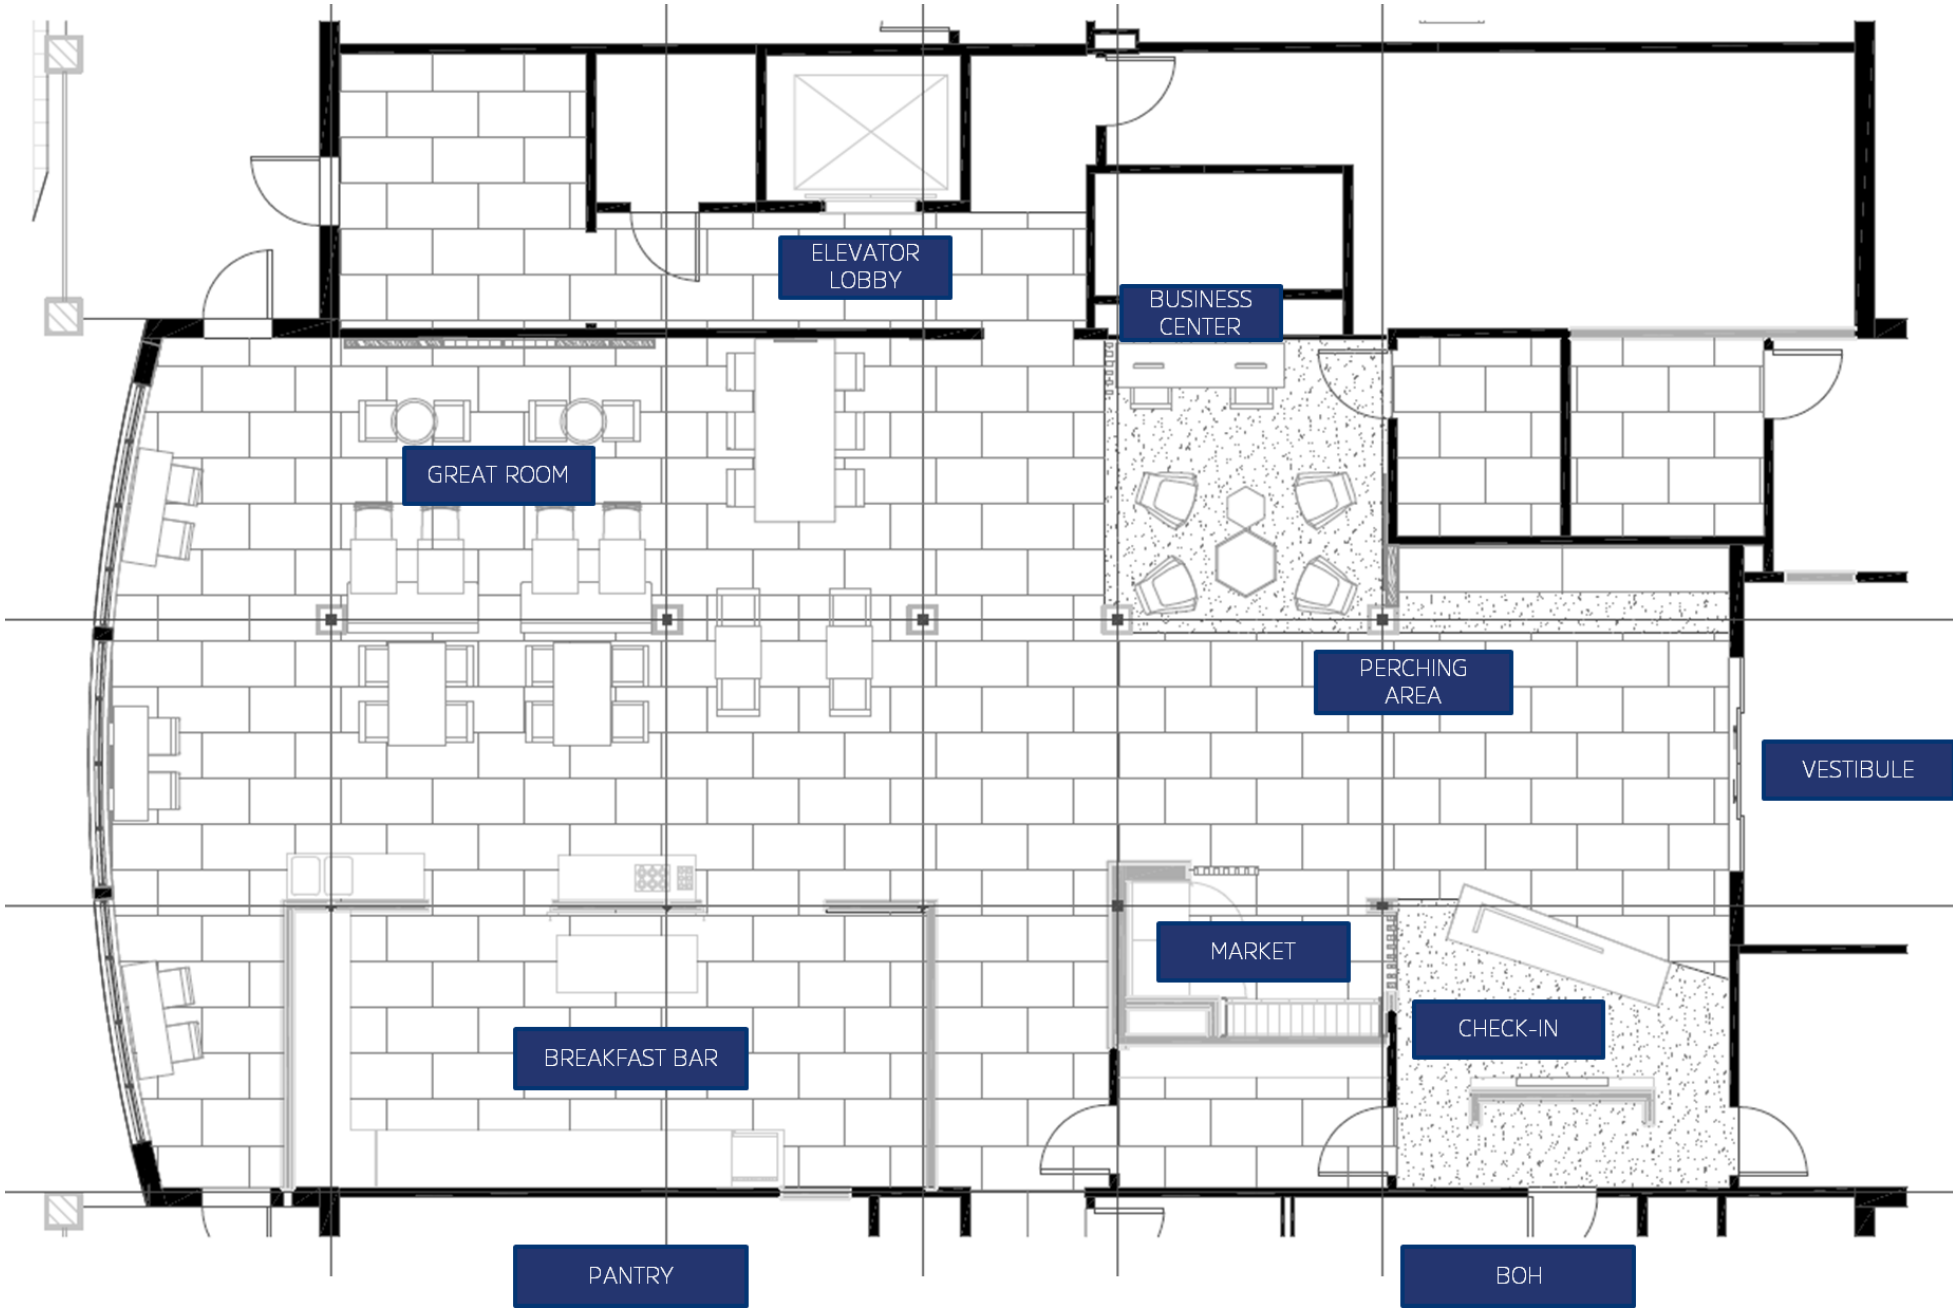 ELEVATOR
LOBBY
BUSINESS
CENTER
GREAT ROOM
PERCHING
AREA
VESTIBULE
MARKET
CHECK-IN
BREAKFAST BAR
PANTRY
BOH